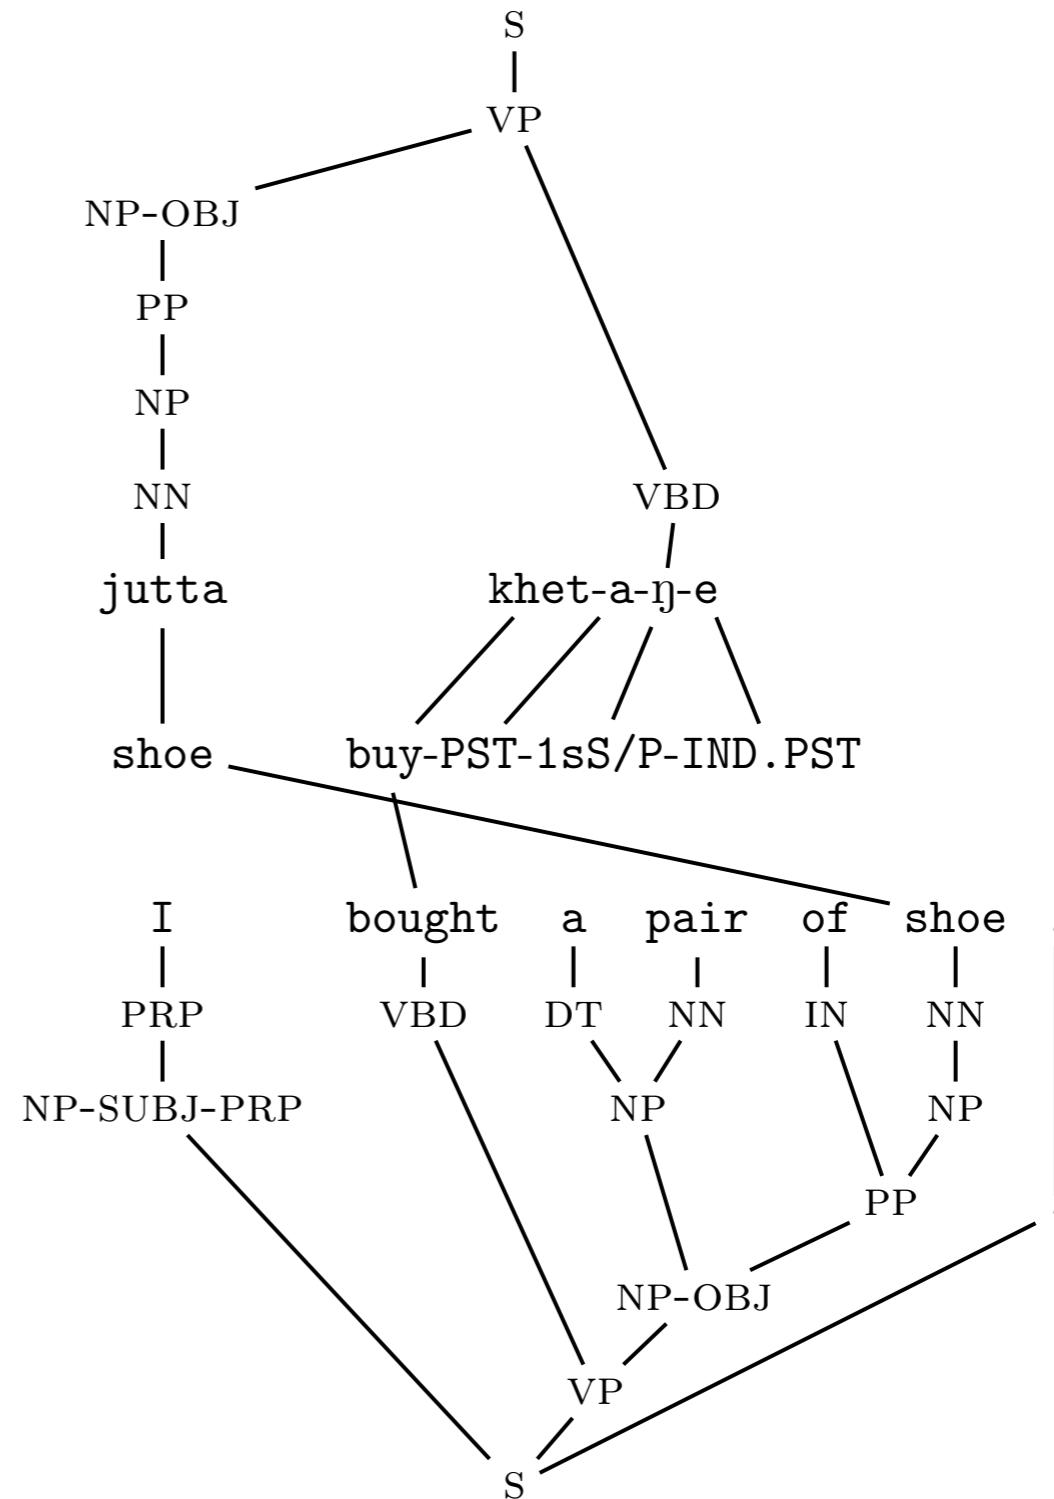 S
VP
NP-OBJ
PP
NP
NN VBD
jutta khet-a-ŋ-e
shoe buy-PST-1sS/P-IND.PST
I bought a pair of shoe
PRP VBD DT NN IN NN
NP-SUBJ-PRP NP NP
PP
NP-OBJ
VP
S